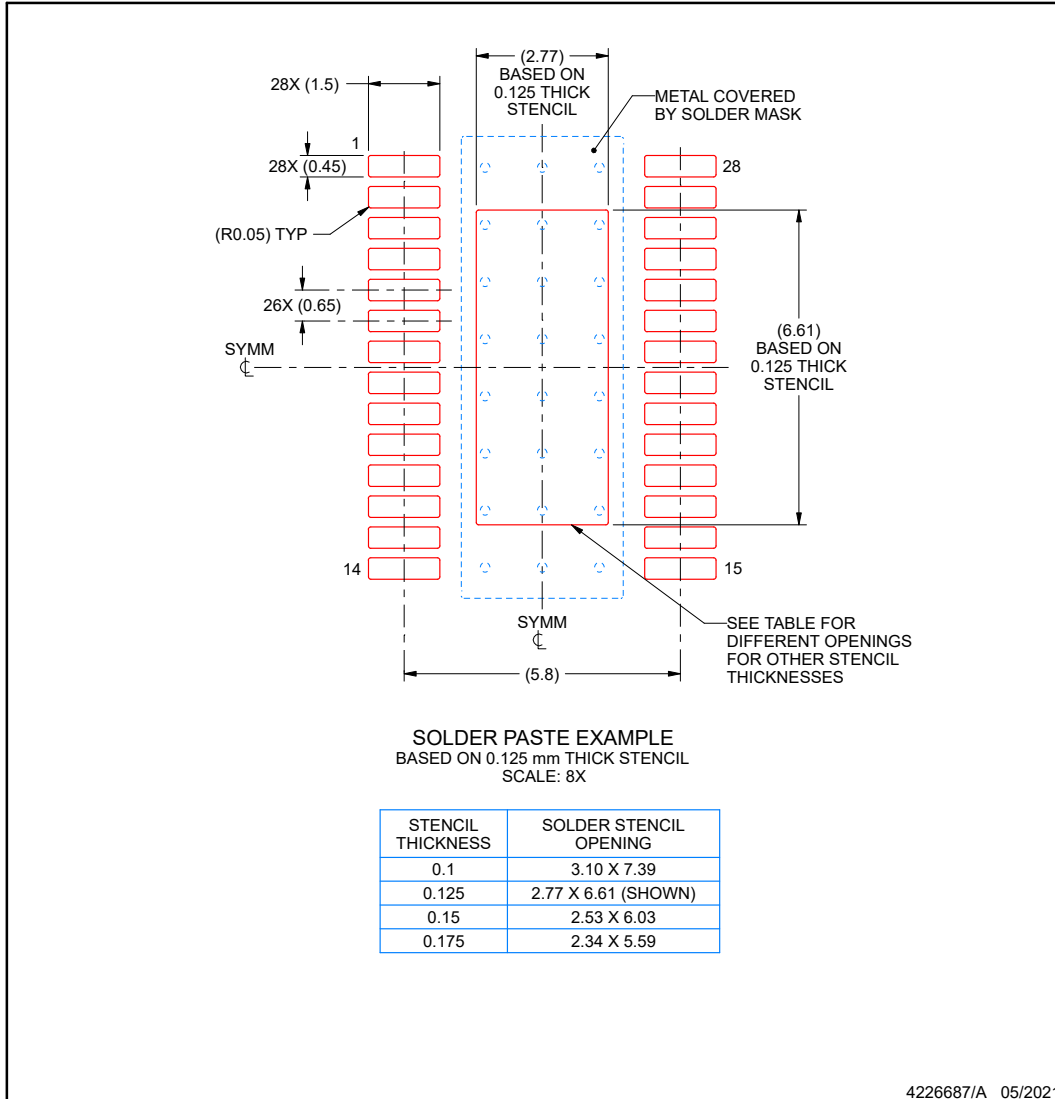 (2.77)
BASED ON
0.125 THICK
STENCIL
28X (1.5)
METAL COVERED
BY SOLDER MASK
1
28X (0.45)
28
(R0.05) TYP
26X (0.65)
SYMM
℄
(6.61)
BASED ON
0.125 THICK
STENCIL
14
15
SYMM
℄
SEE TABLE FOR
DIFFERENT OPENINGS
FOR OTHER STENCIL
THICKNESSES
(5.8)
SOLDER PASTE EXAMPLE
BASED ON 0.125 mm THICK STENCIL
SCALE: 8X
STENCIL
THICKNESS
SOLDER STENCIL
OPENING
0.1
3.10 X 7.39
0.125
2.77 X 6.61 (SHOWN)
0.15
2.53 X 6.03
0.175
2.34 X 5.59
4226687/A 05/2021